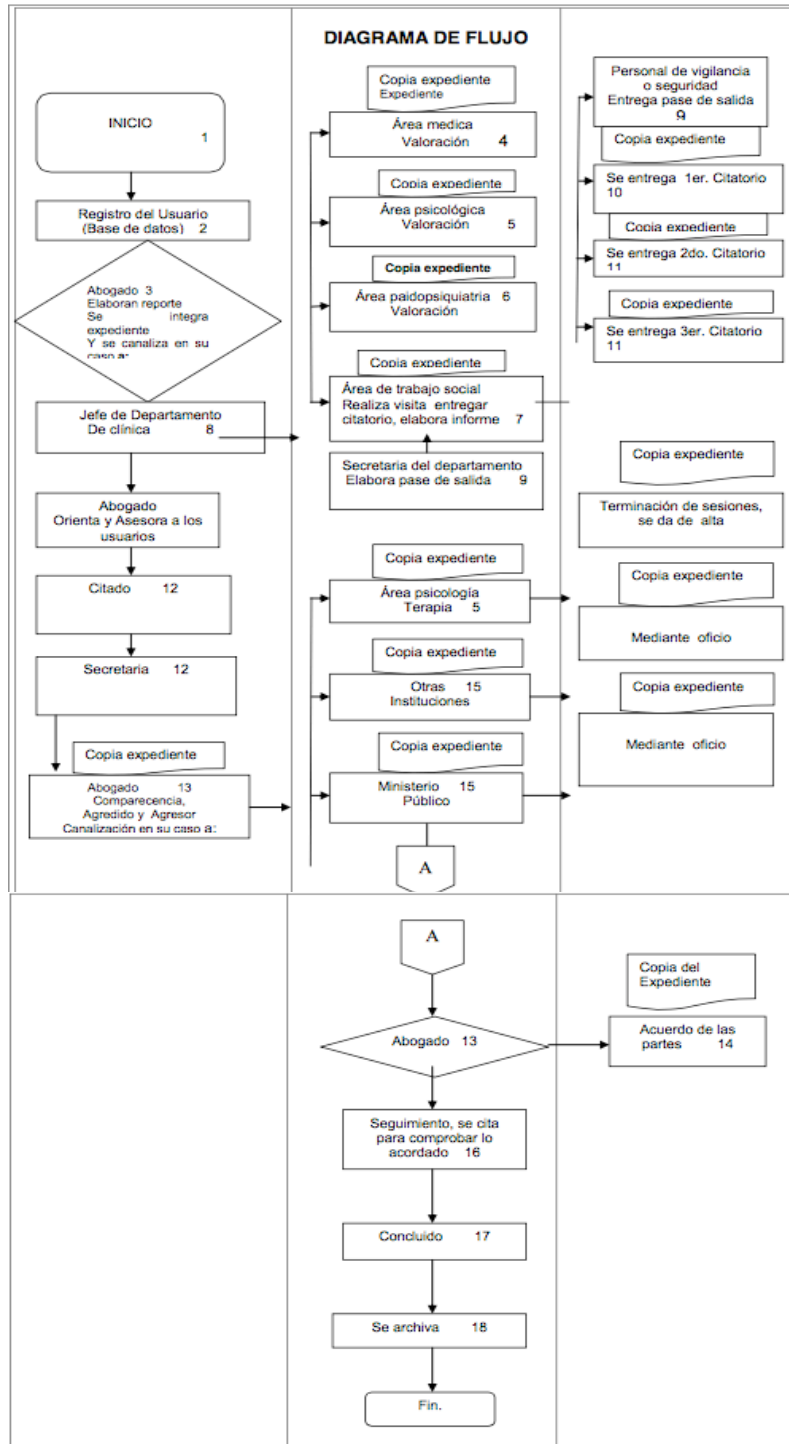 DIAGRAMA DE FLUJO
INICIO
1
Registro del Usuario
(Base de datos) 2
Abogado 3
Elaboran reporte
Se integra
expediente
Y se canaliza en su
caso a:
Jefe de Departamento
De clínica 8
Abogado
Orienta y Asesora a los
usuarios
Citado 12
Secretaria 12
Copia expediente
Abogado 13
Comparecencia,
Agredido y Agresor
Canalización en su caso a:
Copia expediente
Expediente
Área medica
Valoración 4
Copia expediente
Área psicológica
Valoración 5
Copia expediente
Área paidopsiquiatria 6
Valoración
Copia expediente
Área de trabajo social
Realiza visita entregar
citatorio, elabora informe 7
Secretaria del departamento
Elabora pase de salida 9
Copia expediente
Área psicología
Terapia 5
Copia expediente
Otras 15
Instituciones
Copia expediente
Ministerio 15
Público
A
Personal de vigilancia
o seguridad
Entrega pase de salida
9
Copia expediente
Se entrega 1er. Citatorio
10
Copia expediente
Se entrega 2do. Citatorio
11
Copia expediente
Se entrega 3er. Citatorio
11
Copia expediente
Terminación de sesiones,
se da de alta
Copia expediente
Mediante oficio
Copia expediente
Mediante oficio
A
Abogado 13
Copia del
Expediente
Acuerdo de las
partes 14
Seguimiento, se cita
para comprobar lo
acordado 16
Concluido 17
Se archiva 18
Fin.